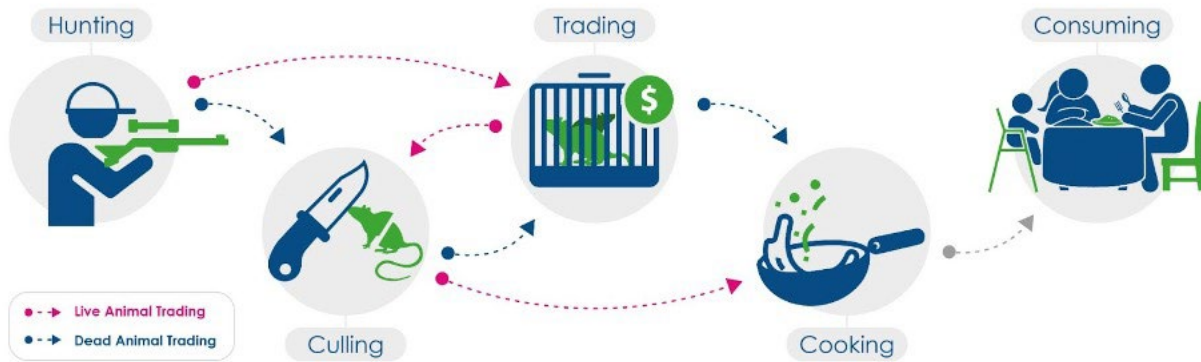 Hunting
Trading
Consuming
$
Live Animal Trading
Dead Animal Trading
Culling
Cooking